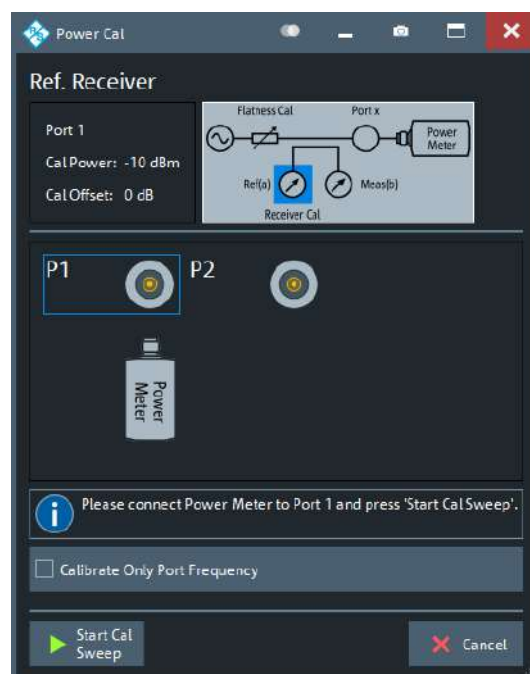 Power Cal
Ref. Receiver
Port 1
Cal Power: -10 dBm
Cal Offset: 0 dB
Flatness Cal
Port x
Power
Meter
Ref(a)
Meas(b)
Receiver Cal
P1
P2
Power
Meter
Please connect Power Meter to Port 1 and press 'Start Cal Sweep'.
Calibrate Only Port Frequency
Start Cal
Sweep
Cancel